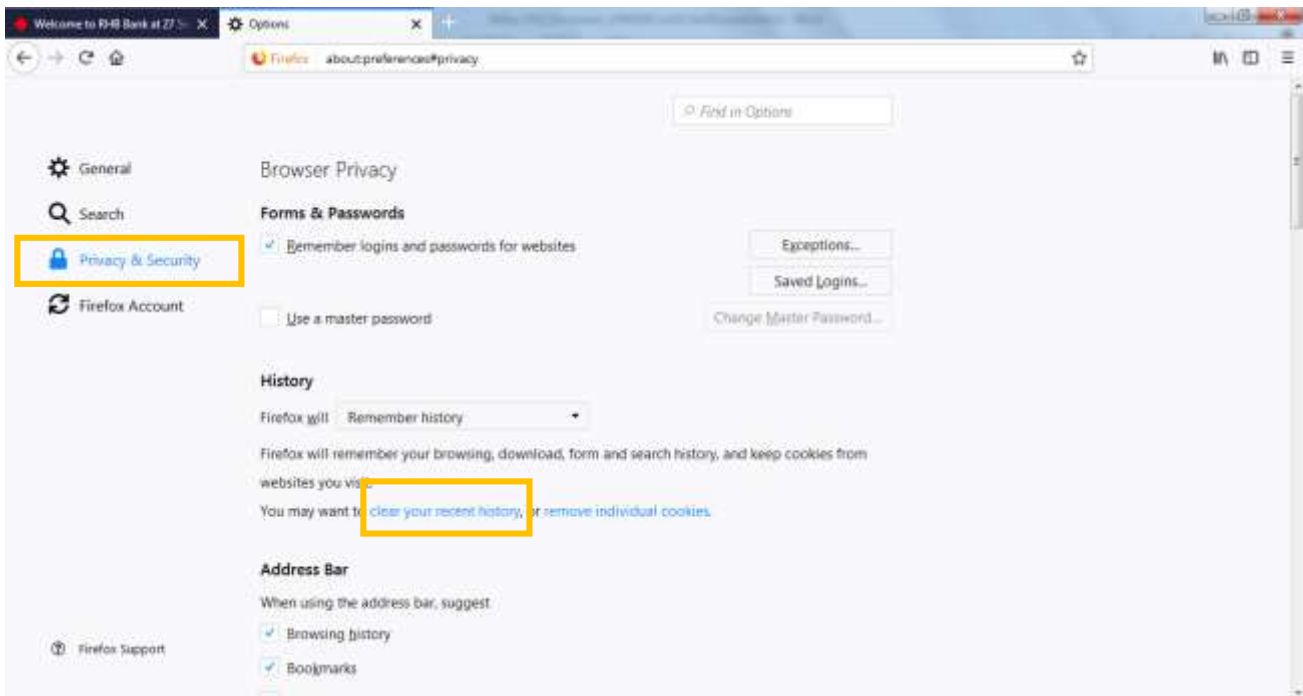 Welcome to RHB Bank at 27 S
Options
Firefox about:preferences#privacy
Find in Options
General
Search
Privacy & Security
Firefox Account
Firefox Support
Browser Privacy
Forms & Passwords
Remember logins and passwords for websites
Exceptions...
Saved Logins...
Use a master password
Change Master Password...
History
Firefox will Remember history
Firefox will remember your browsing, download, form and search history, and keep cookies from
websites you
You may want clear your recent history, remove individual cookies.
Address Bar
When using the address bar, suggest
Browsing history
Bookmarks